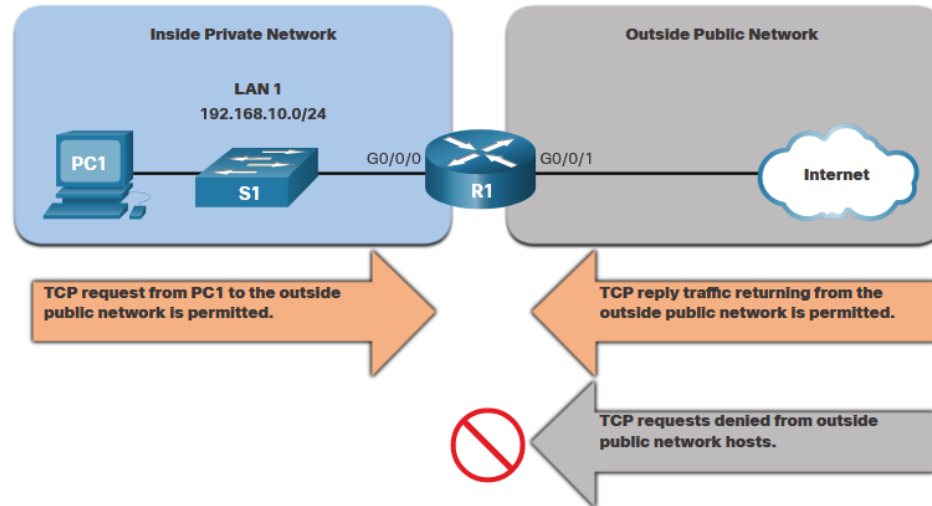 Inside Private Network
Outside Public Network
LAN 1
192.168.10.0/24
PC1
S1
G0/0/0
R1
G0/0/1
Internet
TCP request from PC1 to the outside
public network is permitted.
TCP reply traffic returning from the
outside public network is permitted.
TCP requests denied from outside
public network hosts.